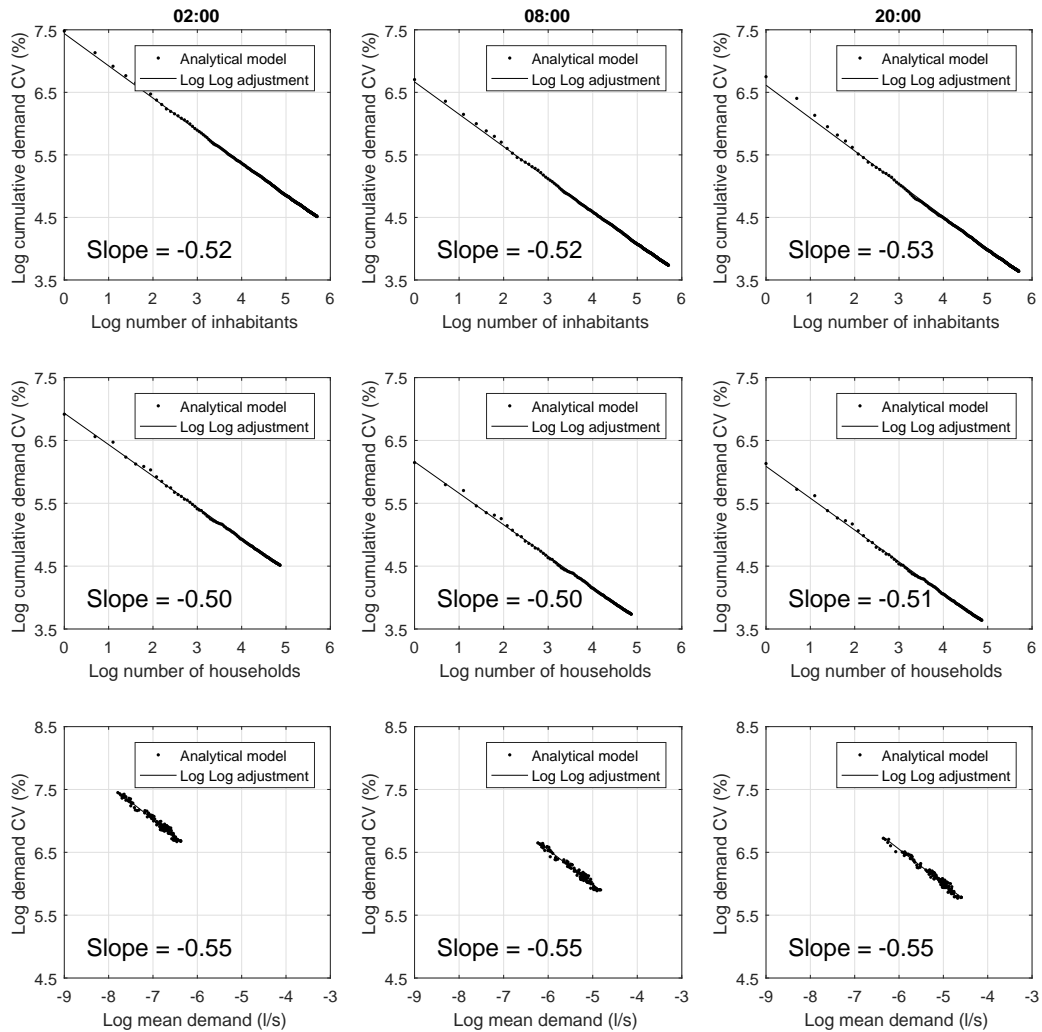 02:00 08:00 20:00
7.5 7.5 7.5
Analytical model Analytical model Analytical model
Log Log adjustment Log Log adjustment Log Log adjustment
6.5 6.5 6.5
5.5 5.5 5.5
4.5 4.5 4.5
Slope = -0.52 Slope = -0.52 Slope = -0.53
3.5 3.5 3.5
0 1 2 3 4 5 6 0 1 2 3 4 5 6 0 1 2 3 4 5 6
Log number of inhabitants Log number of inhabitants Log number of inhabitants
Log cumulative demand CV (%) Log cumulative demand CV (%) Log cumulative demand CV (%)
7.5 7.5 7.5
Analytical model Analytical model Analytical model
Log Log adjustment Log Log adjustment Log Log adjustment
6.5 6.5 6.5
5.5 5.5 5.5
4.5 4.5 4.5
Slope = -0.50 Slope = -0.50 Slope = -0.51
3.5 3.5 3.5
0 1 2 3 4 5 6 0 1 2 3 4 5 6 0 1 2 3 4 5 6
Log number of households Log number of households Log number of households
Log cumulative demand CV (%) Log cumulative demand CV (%) Log cumulative demand CV (%)
8.5 8.5 8.5
Analytical model Analytical model Analytical model
Log Log adjustment Log Log adjustment Log Log adjustment
7.5 7.5 7.5
6.5 6.5 6.5
5.5 5.5 5.5
Slope = -0.55 Slope = -0.55 Slope = -0.55
4.5 4.5 4.5
-9 -8 -7 -6 -5 -4 -3 -9 -8 -7 -6 -5 -4 -3 -9 -8 -7 -6 -5 -4 -3
Log mean demand (l/s) Log mean demand (l/s) Log mean demand (l/s)
Log demand CV (%) Log demand CV (%) Log demand CV (%)